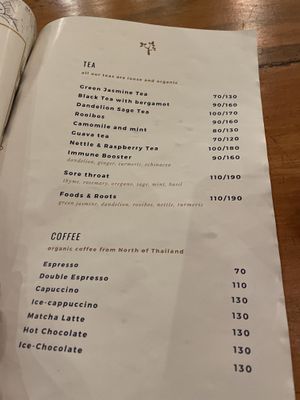 TEA
all our teas are loose and organic
Green Jasmine Tea 70/130
Black Tea with bergamot 90/160
Dandelion Sage Tea 100/170
Rooibos 90/160
Camomile and mint 80/130
Guava tea 70/120
Nettle & Raspberry Tea 100/180
Immune Booster 90/160
dandelion, ginger, turmeric, echinacea
Sore throat 110/190
thyme, rosemary, oregano, sage, mint, basil
Foods & Roots 110/190
green jasmine, dandelion, rooibos, nettle, turmeric
COFFEE
organic coffee from North of Thailand
Espresso 70
Double Espresso 110
Capuccino 130
Ice-cappuccino 130
Matcha Latte 130
Hot Chocolate 130
Ice-Chocolate 130